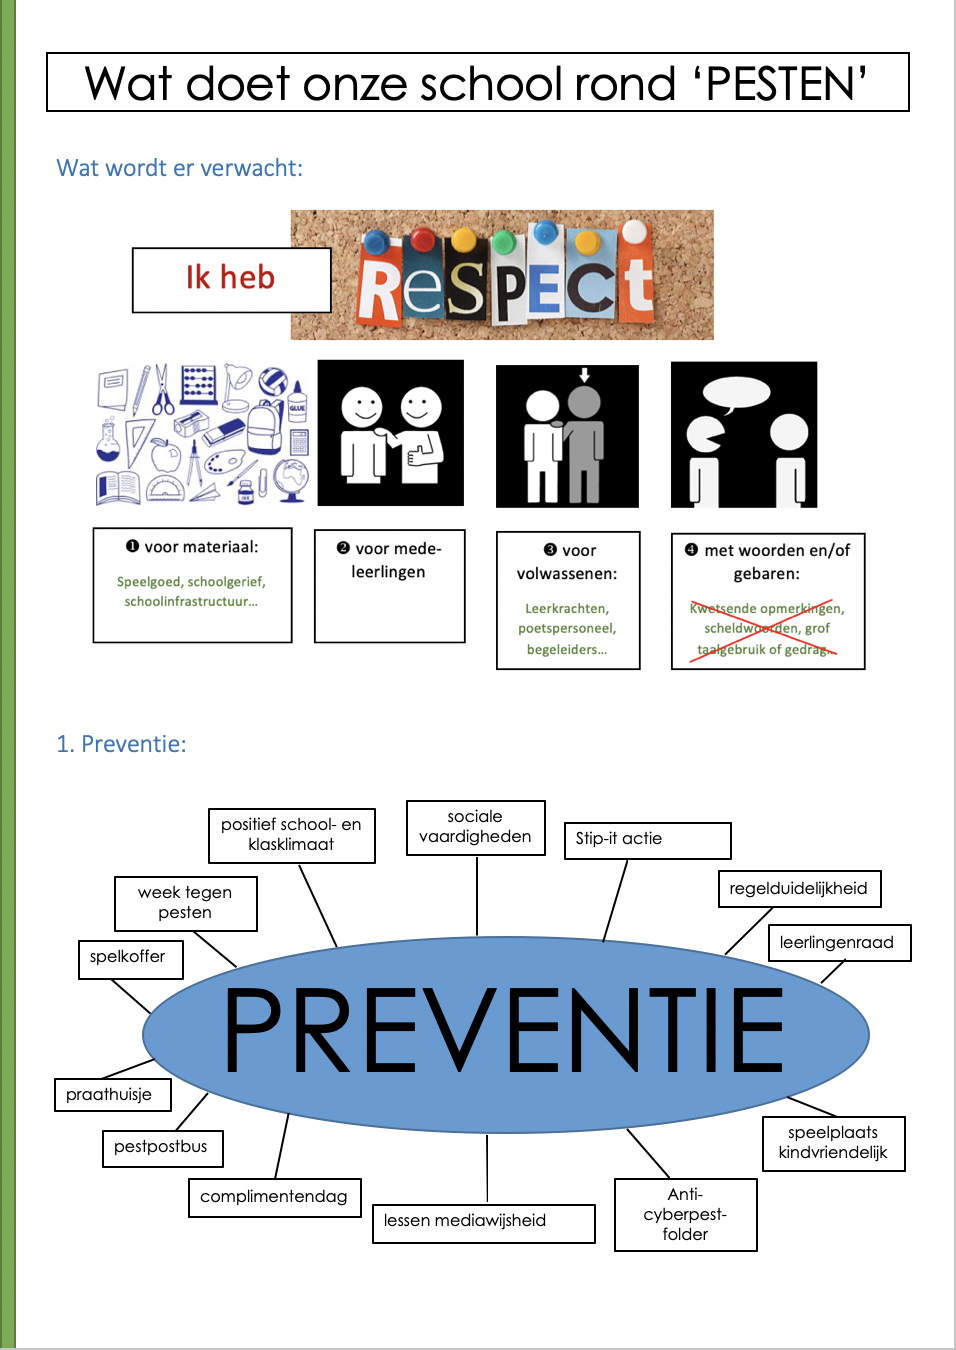 Wat doet onze school rond ‘PESTEN’
Wat wordt er verwacht:
Ik heb
ReSPECt
GLUE
INK
❶ voor materiaal:
Speelgoed, schoolgerief,
schoolinfrastructuur...
❷ voor mede-
leerlingen
❸ voor
volwassenen:
Leerkrachten,
poetspersoneel,
begeleiders...
❹ met woorden en/of
gebaren:
Kwetsende opmerkingen,
scheldwoorden, grof
taalgebruik of gedrag...
1. Preventie:
positief school- en
klasklimaat
sociale
vaardigheden
Stip-it actie
week tegen
pesten
regelduidelijkheid
spelkoffer
leerlingenraad
PREVENTIE
praathuisje
pestpostbus
speelplaats
kindvriendelijk
complimentendag
lessen mediawijsheid
Anti-
cyberpest-
folder